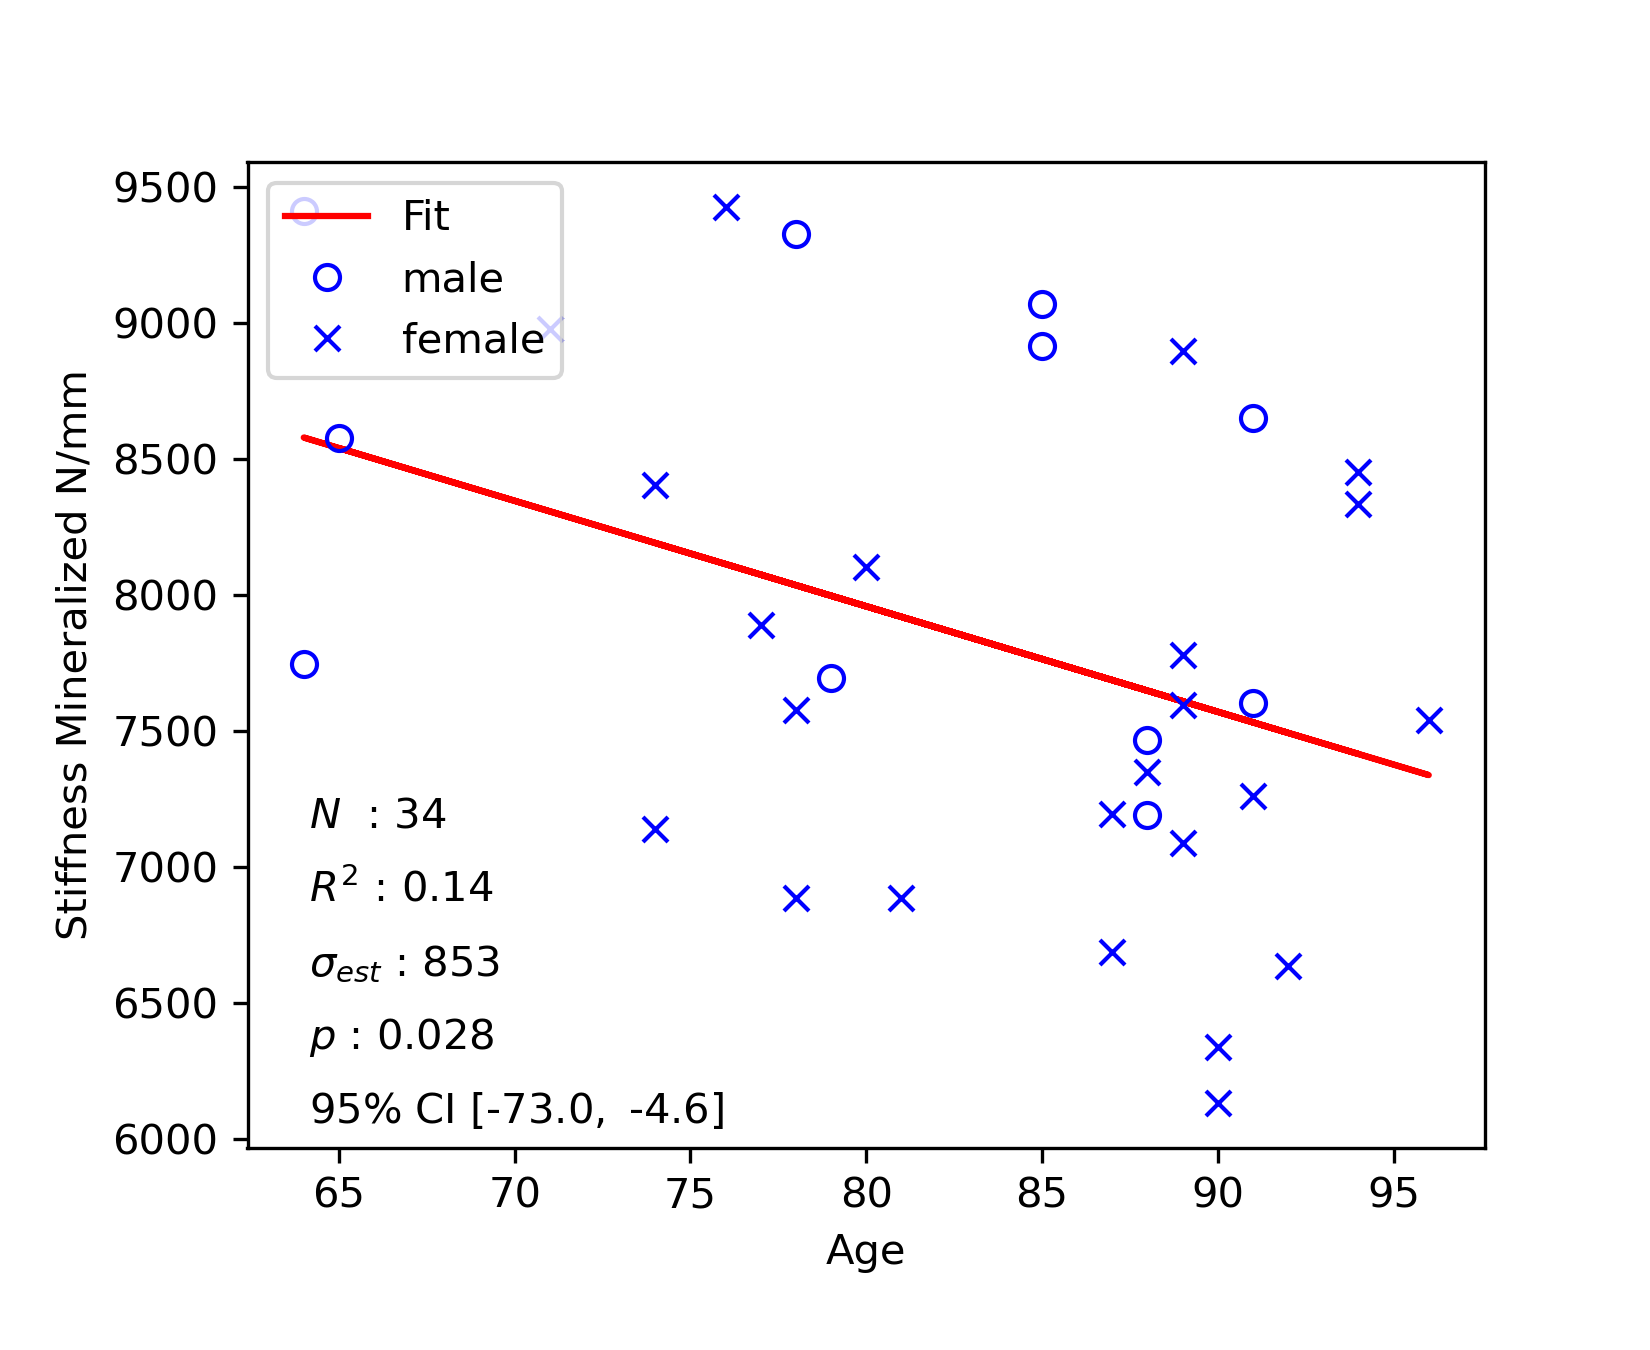 9500
9000
8500
8000
7500
7000
6500
6000
Stiffness Mineralized N/mm
Fit
male
female
N : 34
R² : 0.14
σ_est : 853
p : 0.028
95% CI [-73.0, -4.6]
65 70 75 80 85 90 95
Age